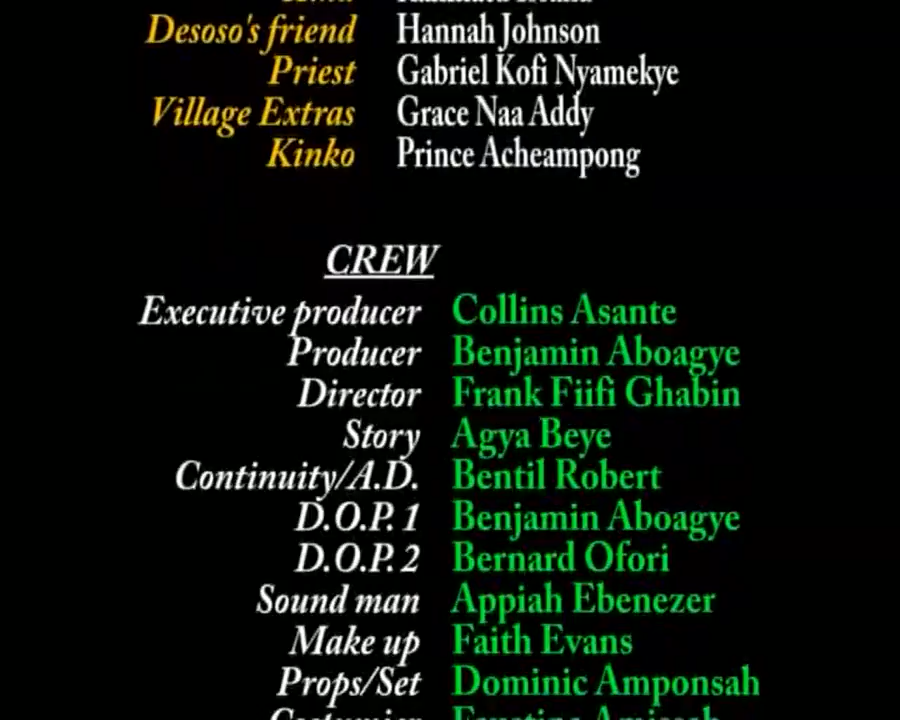 Desoso's friend Hannah Johnson
Priest Gabriel Kofi Nyamekye
Village Extras Grace Naa Addy
Kinko Prince Acheampong
CREW
Executive producer Collins Asante
Producer Benjamin Aboagye
Director Frank Fiifi Ghabin
Story Agya Beye
Continuity/A.D. Bentil Robert
D.O.P. 1 Benjamin Aboagye
D.O.P. 2 Bernard Ofori
Sound man Appiah Ebenezer
Make up Faith Evans
Props/Set Dominic Amponsah